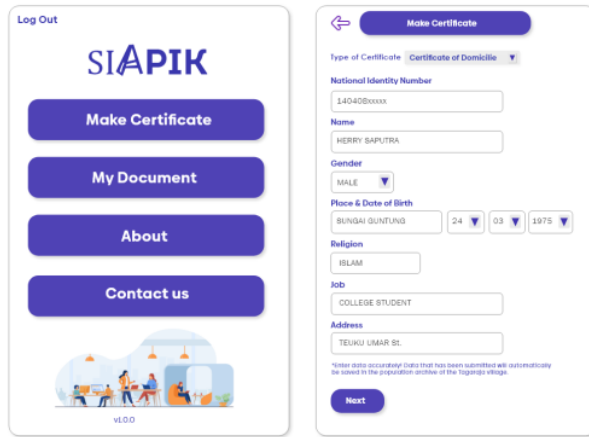 Log Out
SIAPIK
Make Certificate
My Document
About
Contact us
v1.0.0
Make Certificate
Type of Certificate Certificate of Domicilie
National Identity Number
140408xxxxx
Name
HERRY SAPUTRA
Gender
MALE
Place & Date of Birth
SUNGAI GUNTUNG 24 03 1975
Religion
ISLAM
Job
COLLEGE STUDENT
Address
TEUKU UMAR St.
*Enter data accurately! Data that has been submitted will automatically
be saved in the population archive of the Tagaraja village.
Next